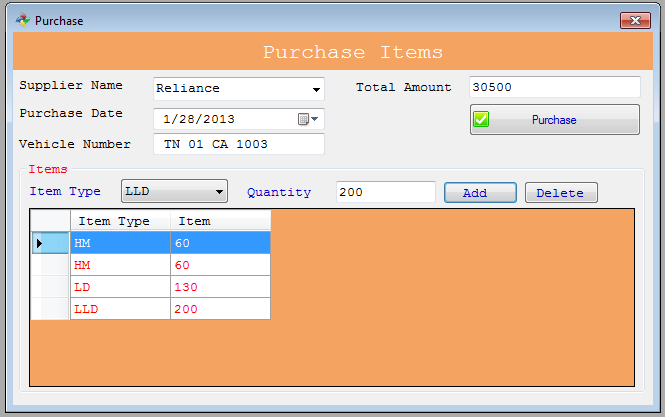 Purchase
Purchase Items
Supplier Name Reliance Total Amount 30500
Purchase Date 1/28/2013 Purchase
Vehicle Number TN 01 CA 1003
Items
Item Type LLD Quantity 200 Add Delete
Item Type Item
HM 60
HM 60
LD 130
LLD 200